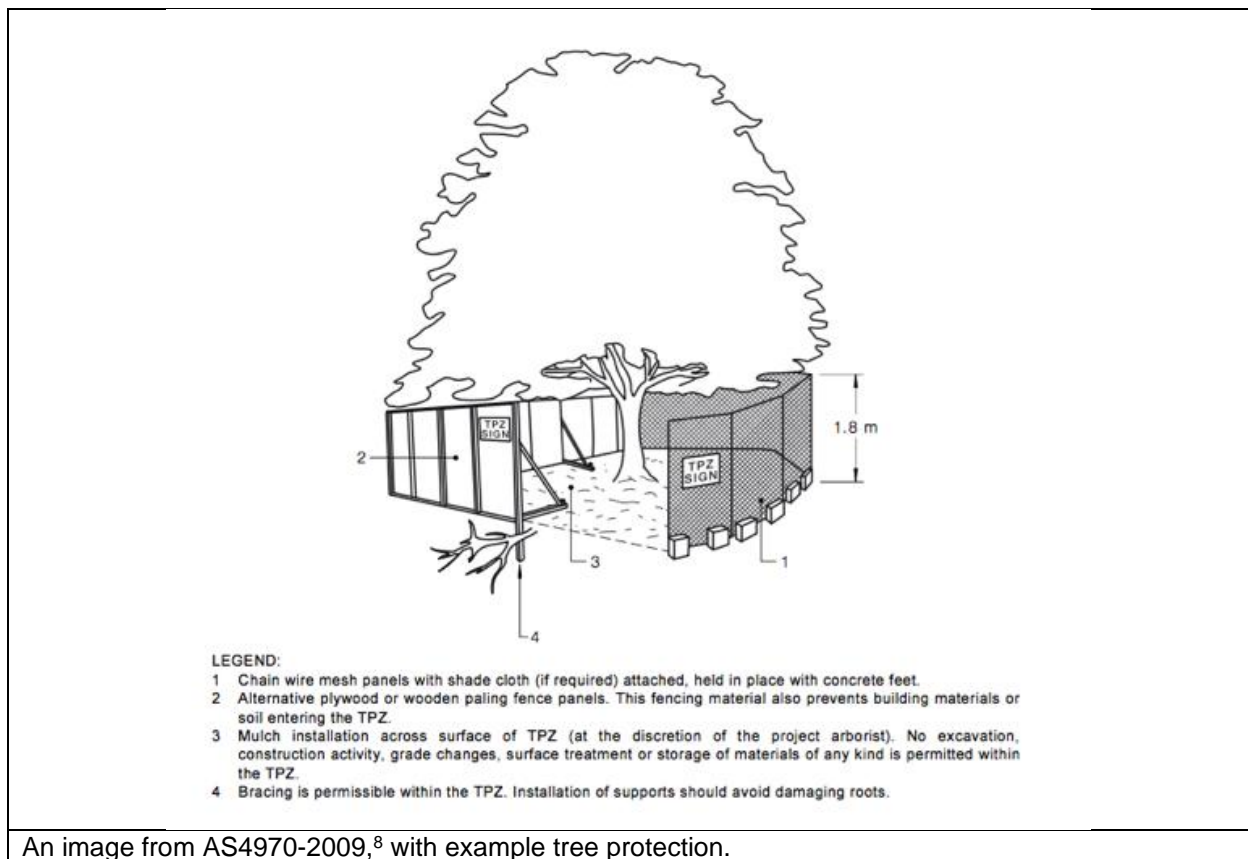 TPZ
SIGN
1.8 m
2
TPZ
SIGN
3
1
4
LEGEND:
1 Chain wire mesh panels with shade cloth (if required) attached, held in place with concrete feet.
2 Alternative plywood or wooden paling fence panels. This fencing material also prevents building materials or
soil entering the TPZ.
3 Mulch installation across surface of TPZ (at the discretion of the project arborist). No excavation,
construction activity, grade changes, surface treatment or storage of materials of any kind is permitted within
the TPZ.
4 Bracing is permissible within the TPZ. Installation of supports should avoid damaging roots.
An image from AS4970-2009,⁸ with example tree protection.